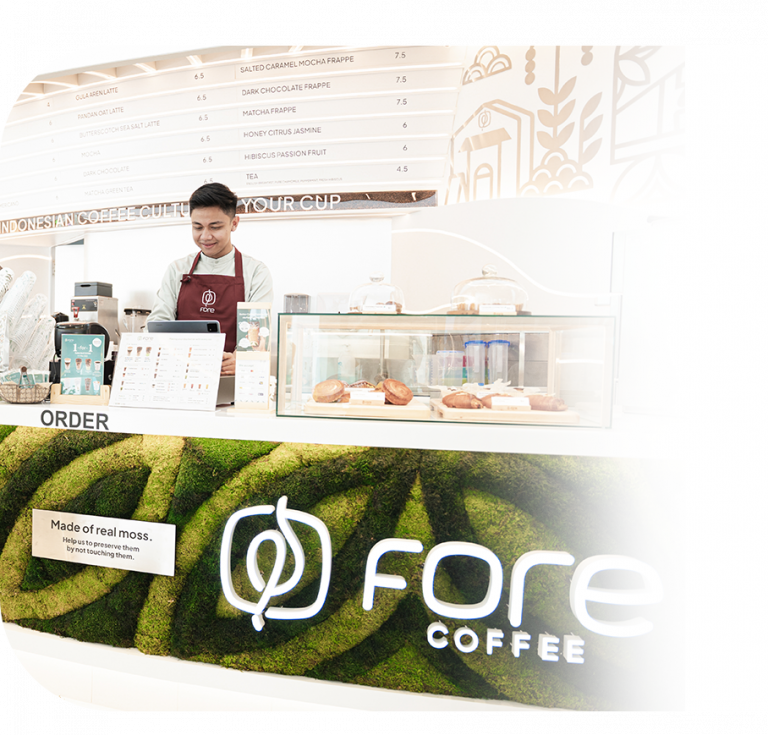 SALTED CARAMEL MOCHA FRAPPE 7.5
GULA AREN LATTE 6.5
DARK CHOCOLATE FRAPPE 7.5
PANDAN OAT LATTE 6.5
MATCHA FRAPPE 7.5
BUTTERSCOTCH SEA SALT LATTE 6.5
HONEY CITRUS JASMINE 6
MOCHA 6.5
HIBISCUS PASSION FRUIT 6
DARK CHOCOLATE 6.5
TEA 4.5
MATCHA GREEN TEA
INDONESIAN COFFEE CULTU YOUR CUP
FORE
ORDER
Made of real moss.
Help us to preserve them
by not touching them.
FORE
COFFEE